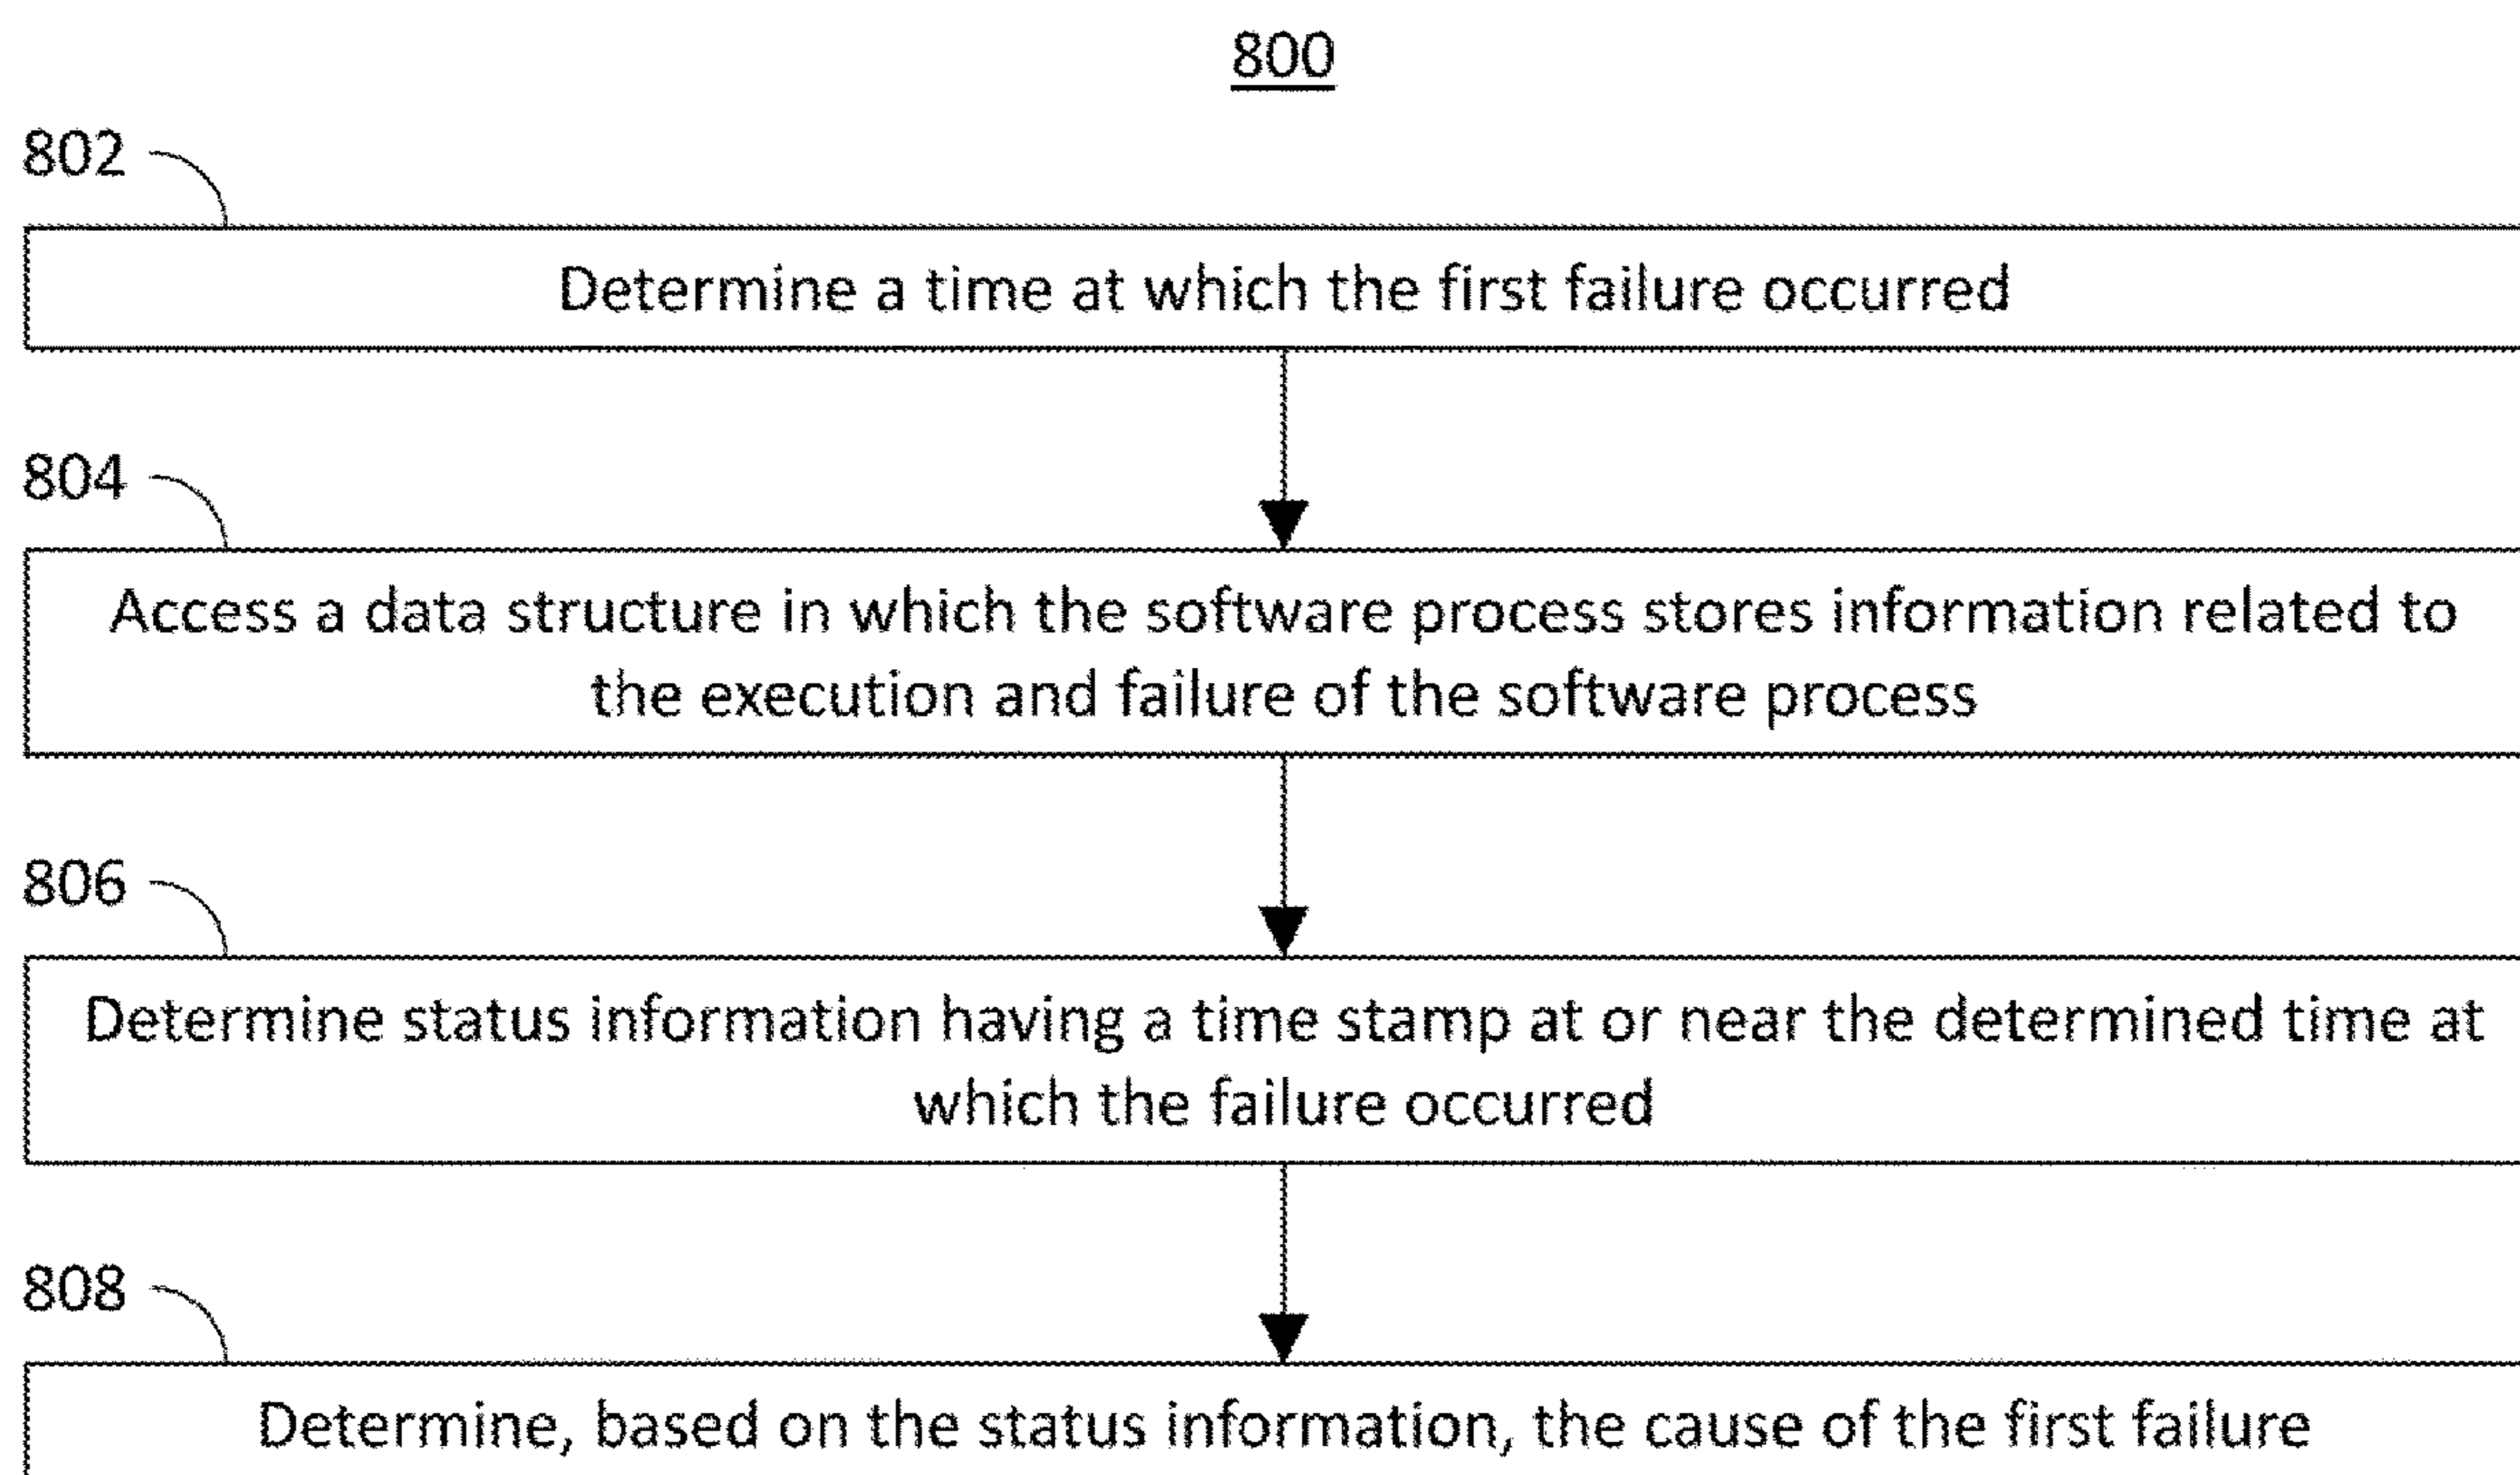 800
802
Determine a time at which the first failure occurred
804
Access a data structure in which the software process stores information related to
the execution and failure of the software process
806
Determine status information having a time stamp at or near the determined time at
which the failure occurred
808
Determine, based on the status information, the cause of the first failure